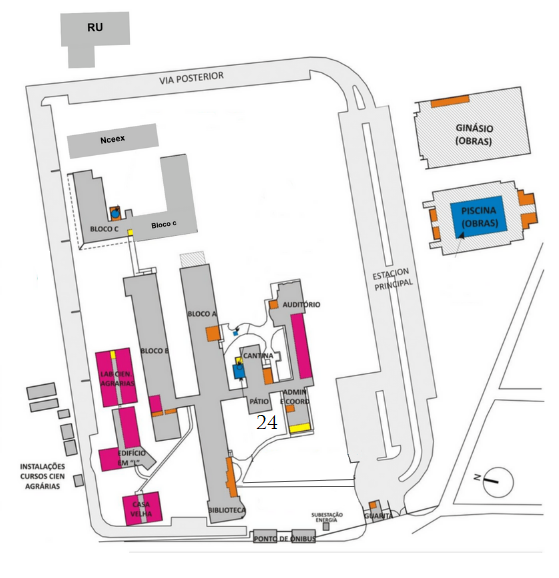 RU
VIA POSTERIOR
Nceex
GINÁSIO
(OBRAS)
PISCINA
(OBRAS)
BLOCO C
Bloco c
ESTACION
PRINCIPAL
AUDITÓRIO
BLOCO A
BLOCO B
CANTINA
LAB CIEN
AGRÁRIAS
PÁTIO
ADMIN
E COORD
24
EDIFÍCIO
EM "L"
INSTALAÇÕES
CURSOS CIEN
AGRÁRIAS
N
CASA
VELHA
BIBLIOTECA
SUBESTAÇÃO
ENERGIA
GUARITA
PONTO DE ÔNIBUS